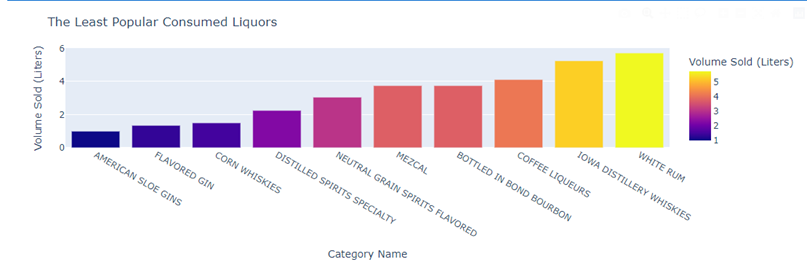 The Least Popular Consumed Liquors
Volume Sold (Liters)
6
4
2
0
AMERICAN SLOE GINS
FLAVORED GIN
CORN WHISKIES
DISTILLED SPIRITS SPECIALTY
NEUTRAL GRAIN SPIRITS FLAVORED
MEZCAL
BOTTLED IN BOND BOURBON
COFFEE LIQUEURS
IOWA DISTILLERY WHISKIES
WHITE RUM
Category Name
Volume Sold (Liters)
5
4
3
2
1